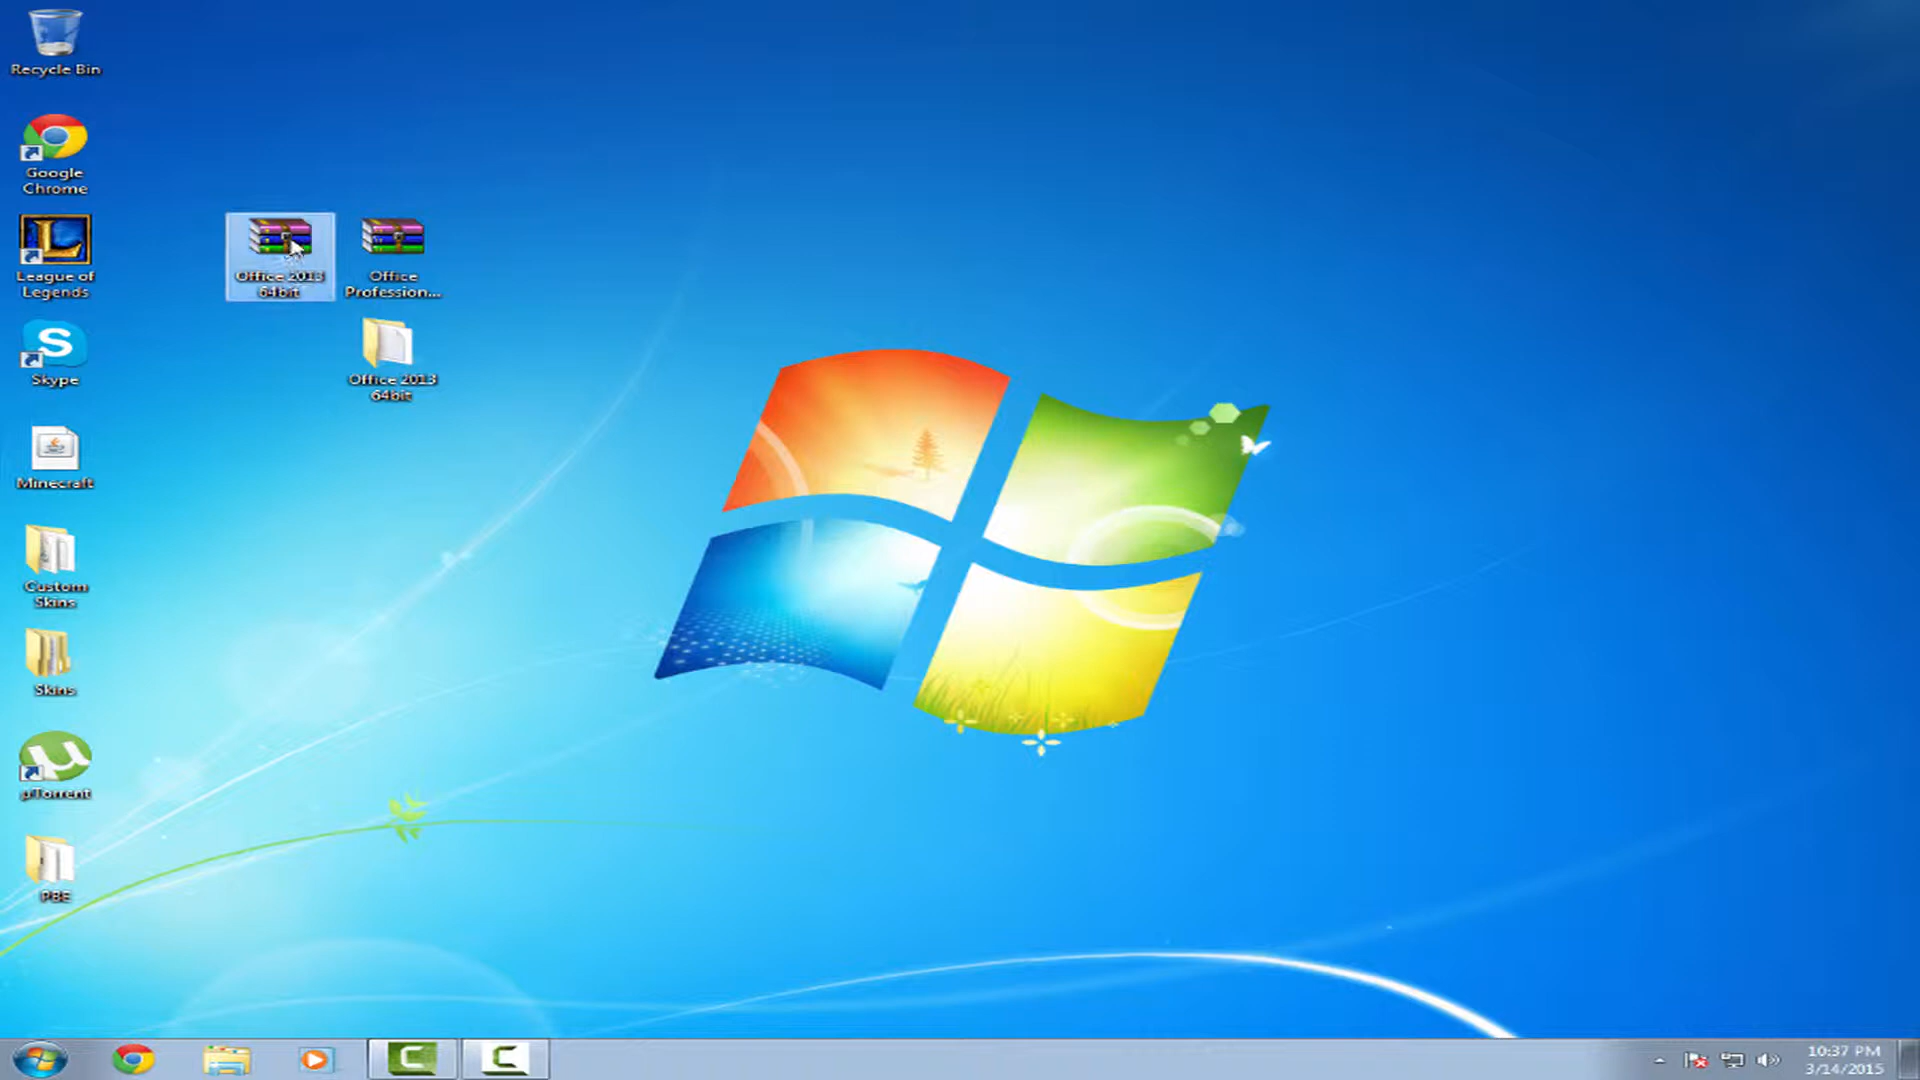 Recycle Bin
Google
Chrome
League of
Legends
Skype
Minecraft
Custom
Skins
Skins
µTorrent
PBE
Office 2013
64bit
Office
Profession...
Office 2013
64bit
10:37 PM
3/14/2015